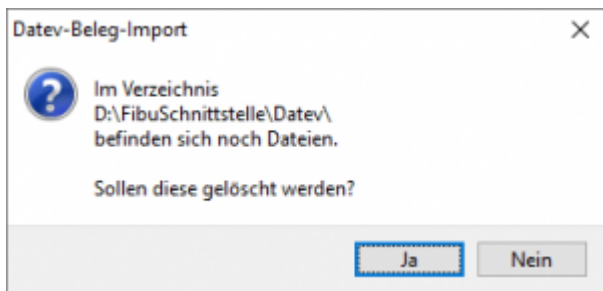 Datev-Beleg-Import
Im Verzeichnis
D:\FibuSchnittstelle\Datev\
befinden sich noch Dateien.
Sollen diese gelöscht werden?
Ja
Nein